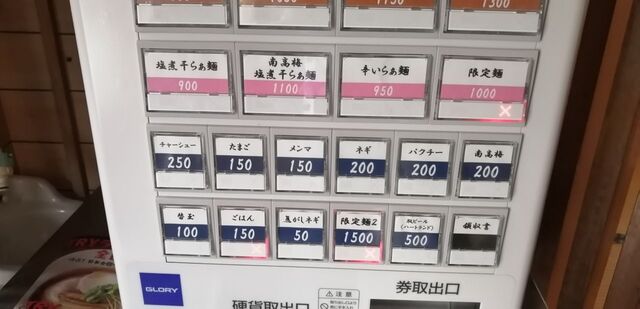 1150
1300
塩煮干らぁ麺
900
南高梅
塩煮干らぁ麺
1100
辛いらぁ麺
950
限定麺
1000
チャーシュー
250
たまご
150
メンマ
150
ネギ
200
パクチー
200
南高梅
200
替玉
100
ごはん
150
焦がしネギ
50
限定麺2
1500
瓶ビール
(ハートランド)
500
領収書
GLORY
硬貨取出口
注意
券取出口